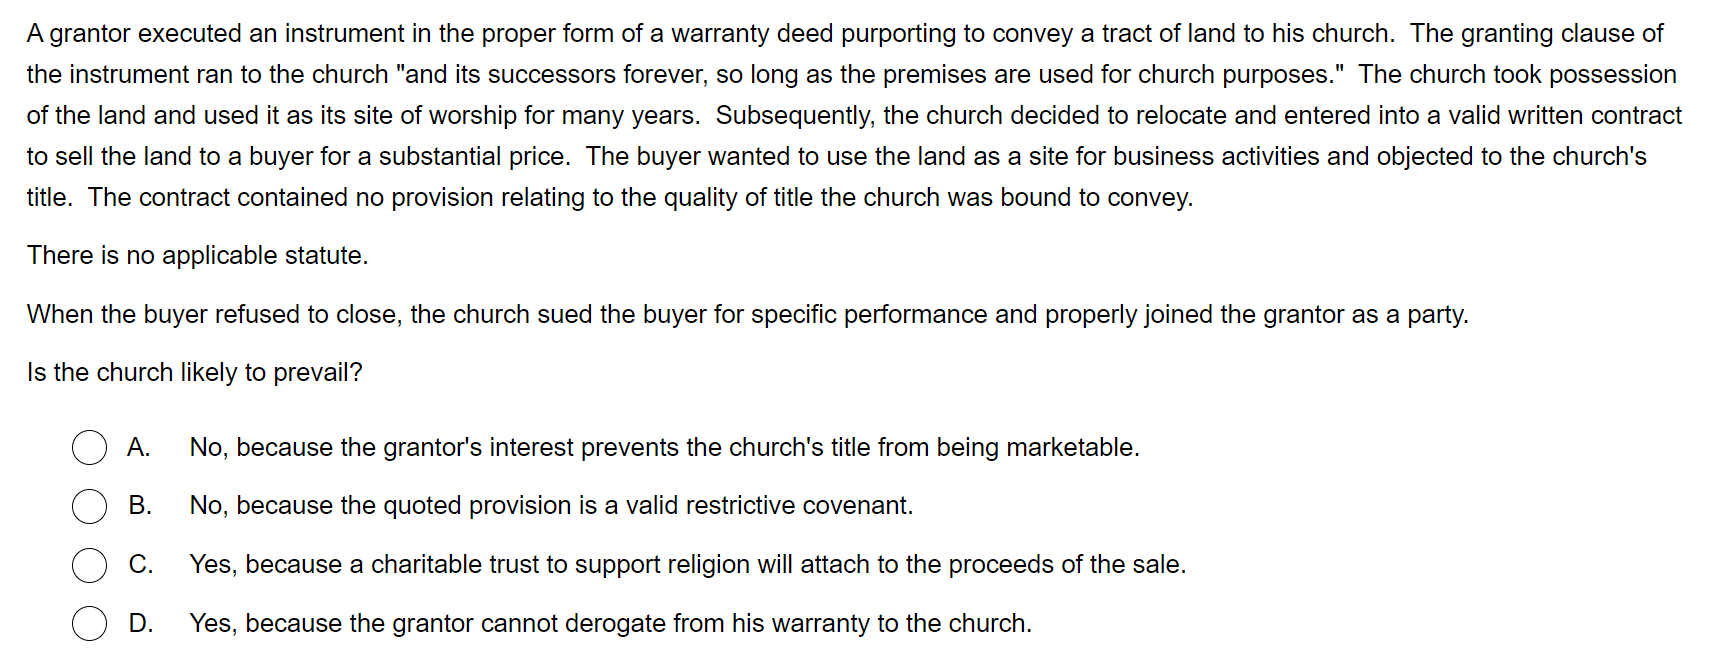 A grantor executed an instrument in the proper form of a warranty deed purporting to convey a tract of land to his church.  The granting clause of
the instrument ran to the church "and its successors forever, so long as the premises are used for church purposes."  The church took possession
of the land and used it as its site of worship for many years.  Subsequently, the church decided to relocate and entered into a valid written contract
to sell the land to a buyer for a substantial price.  The buyer wanted to use the land as a site for business activities and objected to the church's
title.  The contract contained no provision relating to the quality of title the church was bound to convey.
There is no applicable statute.
When the buyer refused to close, the church sued the buyer for specific performance and properly joined the grantor as a party.
Is the church likely to prevail?
A. No, because the grantor's interest prevents the church's title from being marketable.
B. No, because the quoted provision is a valid restrictive covenant.
C. Yes, because a charitable trust to support religion will attach to the proceeds of the sale.
D. Yes, because the grantor cannot derogate from his warranty to the church.